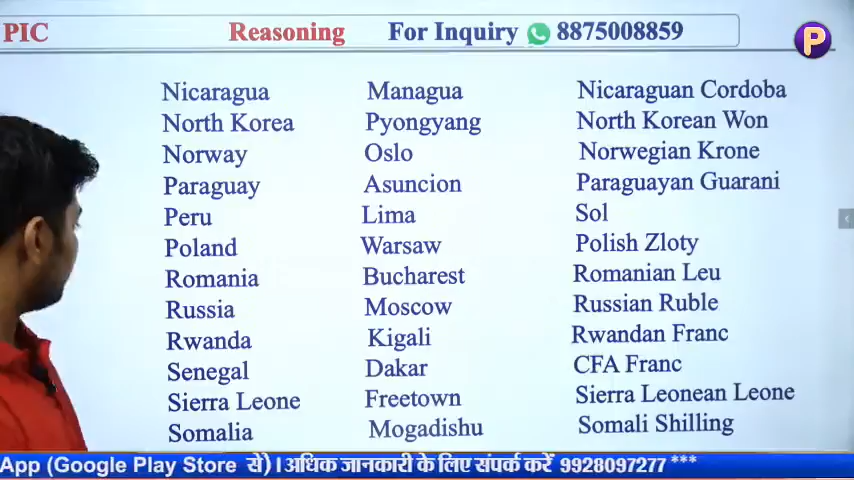 PIC Reasoning For Inquiry 8875008859
P
Nicaragua Managua Nicaraguan Cordoba
North Korea Pyongyang North Korean Won
Norway Oslo Norwegian Krone
Paraguay Asuncion Paraguayan Guarani
Peru Lima Sol
Poland Warsaw Polish Zloty
Romania Bucharest Romanian Leu
Russia Moscow Russian Ruble
Rwanda Kigali Rwandan Franc
Senegal Dakar CFA Franc
Sierra Leone Freetown Sierra Leonean Leone
Somalia Mogadishu Somali Shilling
App (Google Play Store से) । अधिक जानकारी के लिए संपर्क करें 9928097277 ***